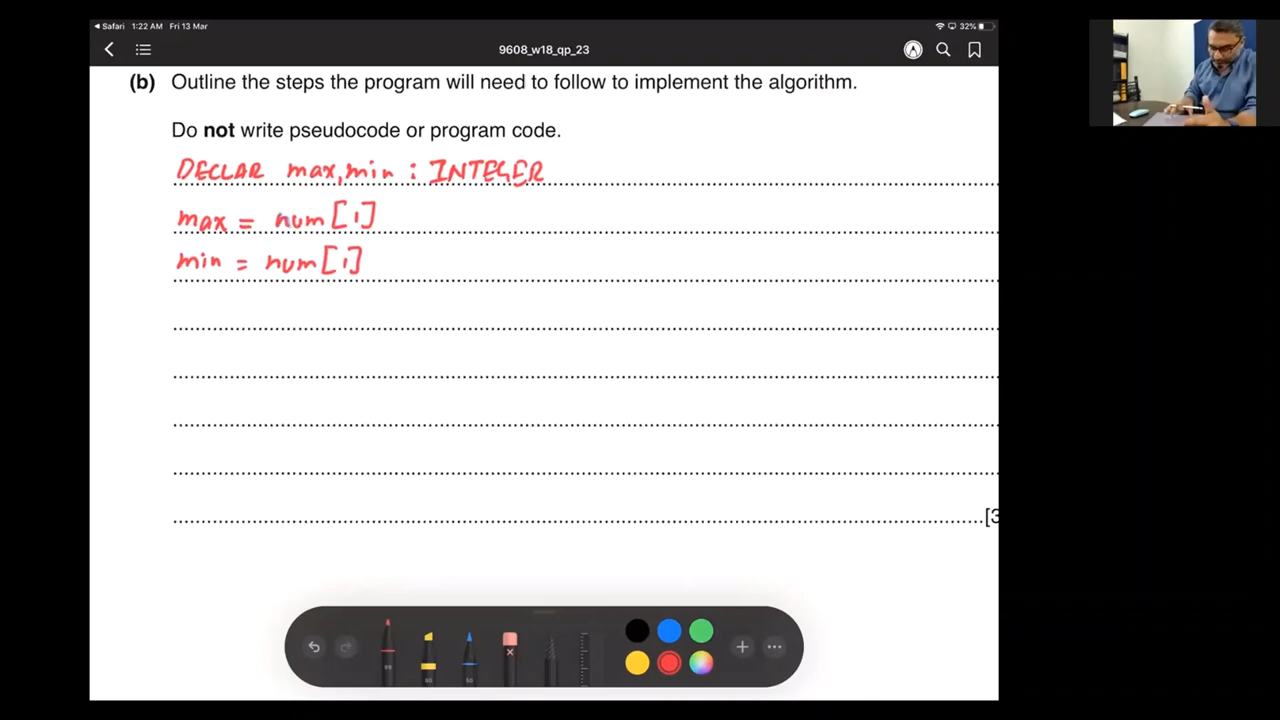 Safari 1:22 AM Fri 13 Mar 32%
9608_w18_qp_23
(b) Outline the steps the program will need to follow to implement the algorithm.
Do not write pseudocode or program code.
DECLAR max,min : INTEGER
max = num[1]
min = num[1]
[3